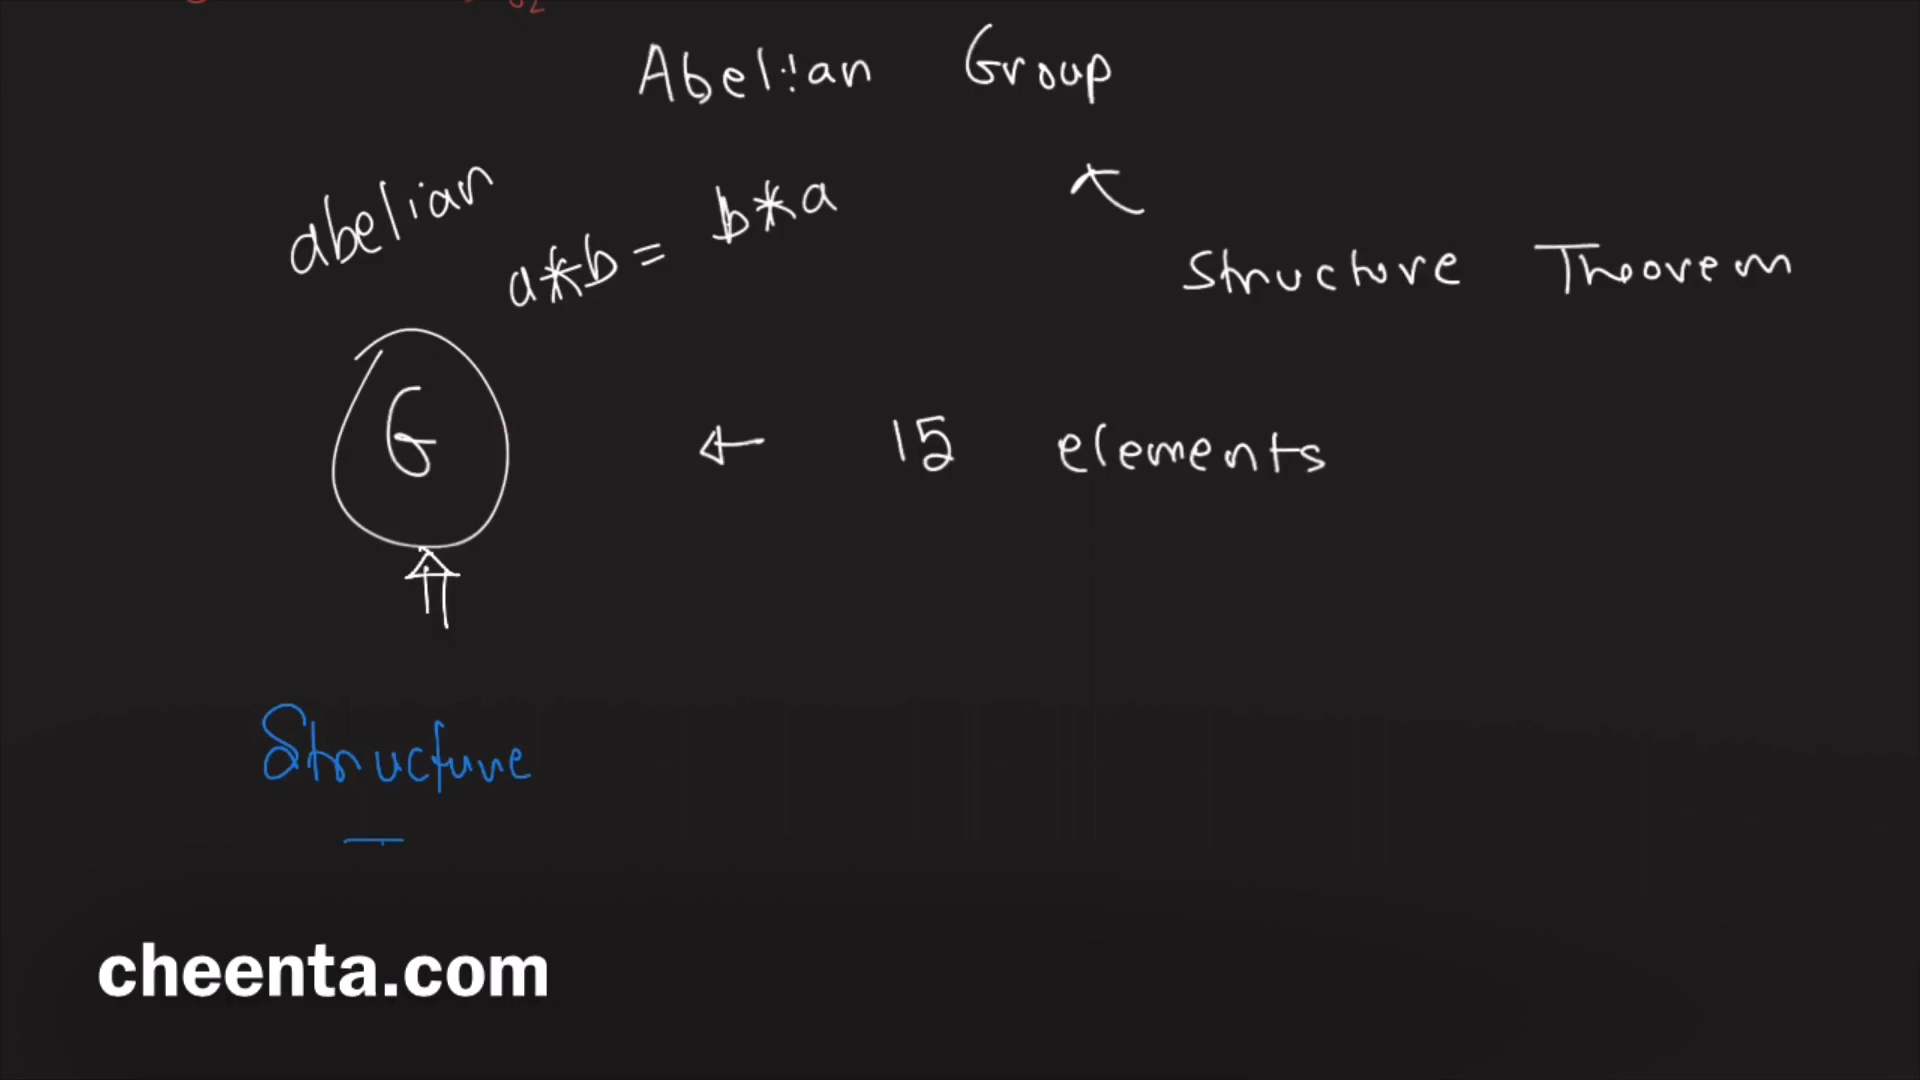 Abelian Group
abelian
a*b = b*a
Structure Theorem
G ← 15 elements
Structure
cheenta.com